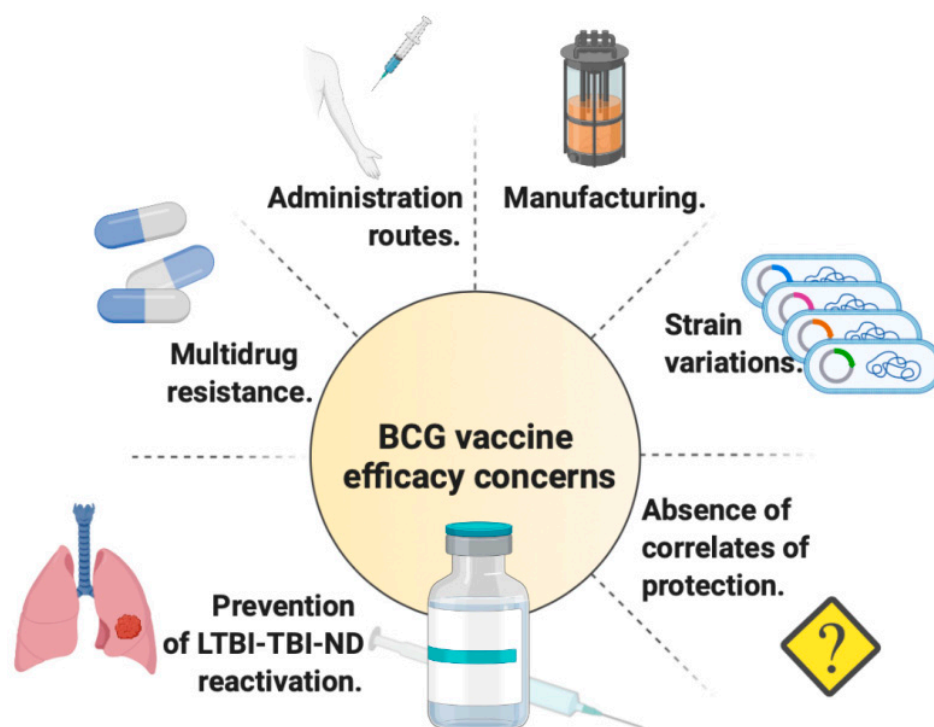 Administration
routes.
Manufacturing.
Multidrug
resistance.
Strain
variations.
BCG vaccine
efficacy concerns
Absence of
correlates of
protection.
Prevention
of LTBI-TBI-ND
reactivation.
?